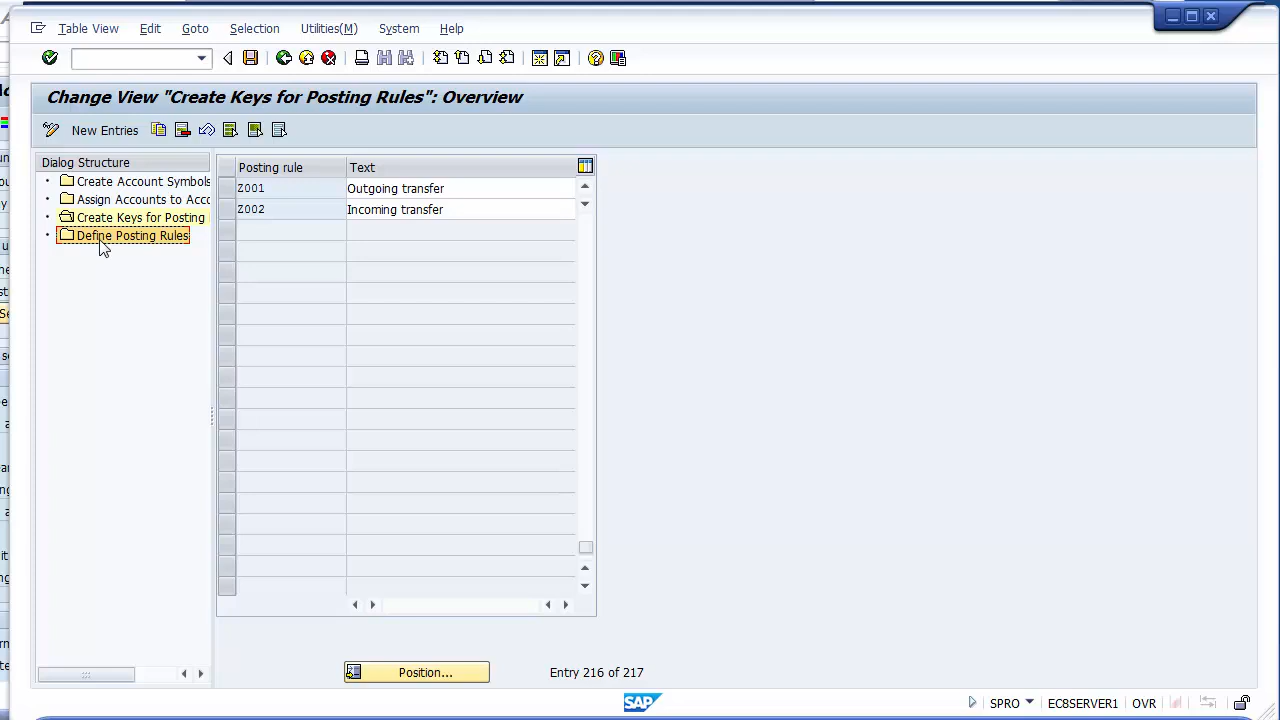 Table View Edit Goto Selection Utilities(M) System Help
Change View "Create Keys for Posting Rules": Overview
New Entries
Dialog Structure
Create Account Symbols
Assign Accounts to Acco
Create Keys for Posting
Define Posting Rules
Posting rule Text
Z001 Outgoing transfer
Z002 Incoming transfer
Position... Entry 216 of 217
SAP SPRO EC8SERVER1 OVR